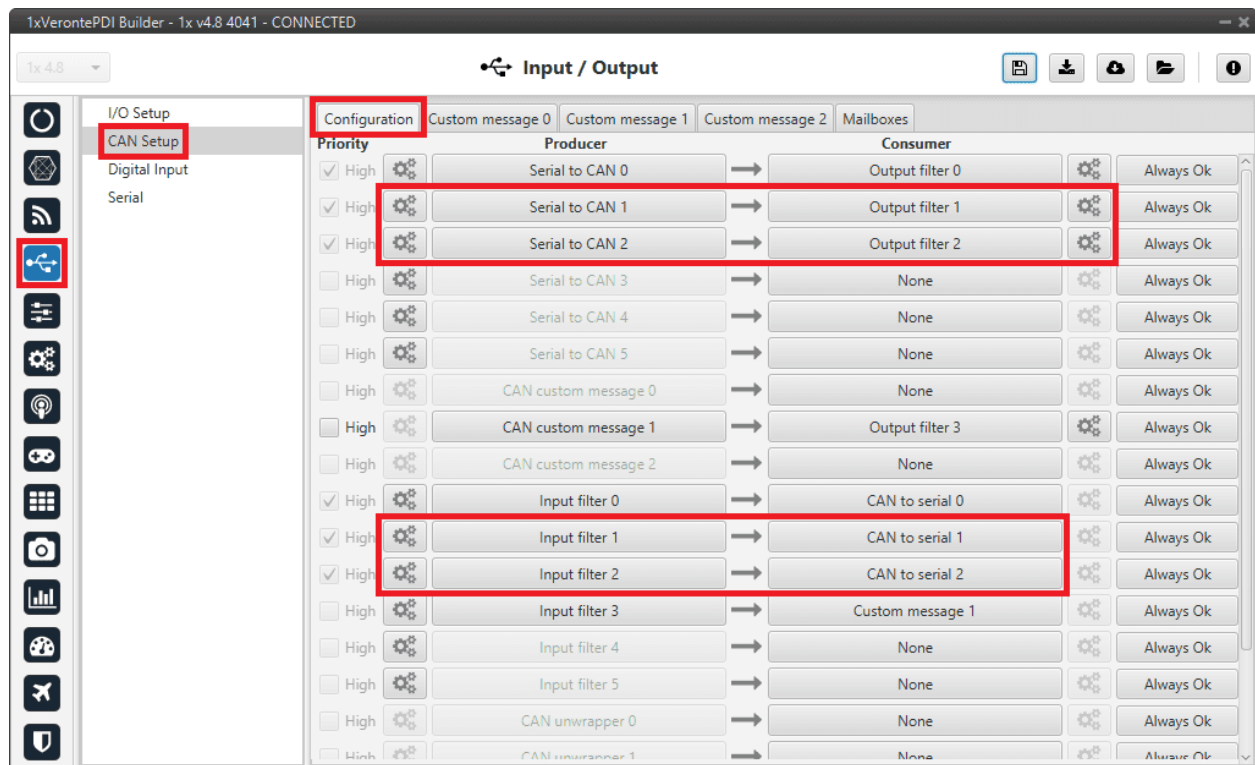 1xVerontePDI Builder - 1x v4.8 4041 - CONNECTED
1x 4.8
Input / Output
I/O Setup
CAN Setup
Digital Input
Serial
Configuration Custom message 0 Custom message 1 Custom message 2 Mailboxes
Priority Producer Consumer
High Serial to CAN 0 Output filter 0 Always Ok
High Serial to CAN 1 Output filter 1 Always Ok
High Serial to CAN 2 Output filter 2 Always Ok
High Serial to CAN 3 None Always Ok
High Serial to CAN 4 None Always Ok
High Serial to CAN 5 None Always Ok
High CAN custom message 0 None Always Ok
High CAN custom message 1 Output filter 3 Always Ok
High CAN custom message 2 None Always Ok
High Input filter 0 CAN to serial 0 Always Ok
High Input filter 1 CAN to serial 1 Always Ok
High Input filter 2 CAN to serial 2 Always Ok
High Input filter 3 Custom message 1 Always Ok
High Input filter 4 None Always Ok
High Input filter 5 None Always Ok
High CAN unwrapper 0 None Always Ok
High CAN unwrapper 1 None Always Ok